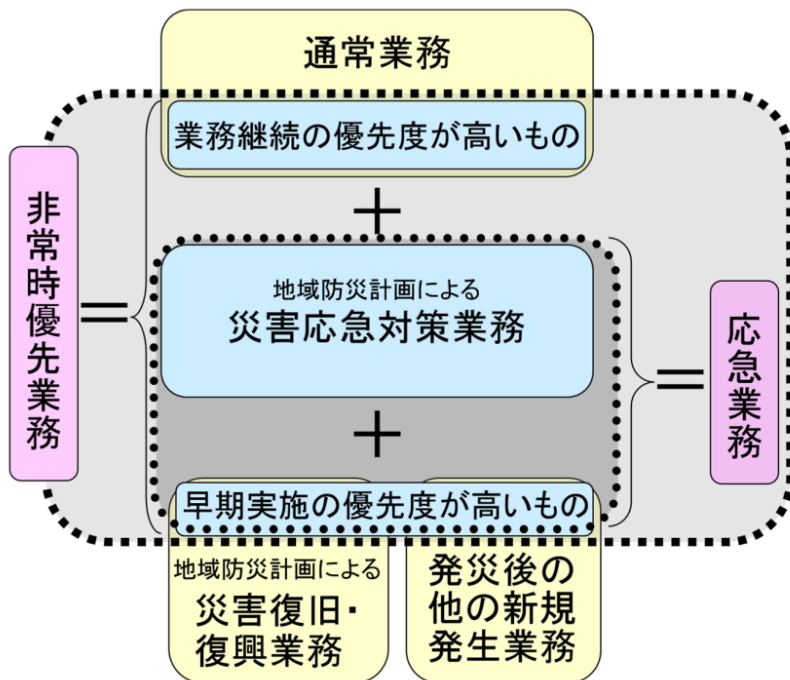 通常業務
業務継続の優先度が高いもの
+
非常時優先業務
=
地域防災計画による
災害応急対策業務
=
応急業務
+
早期実施の優先度が高いもの
地域防災計画による
災害復旧・
復興業務
発災後の
他の新規
発生業務